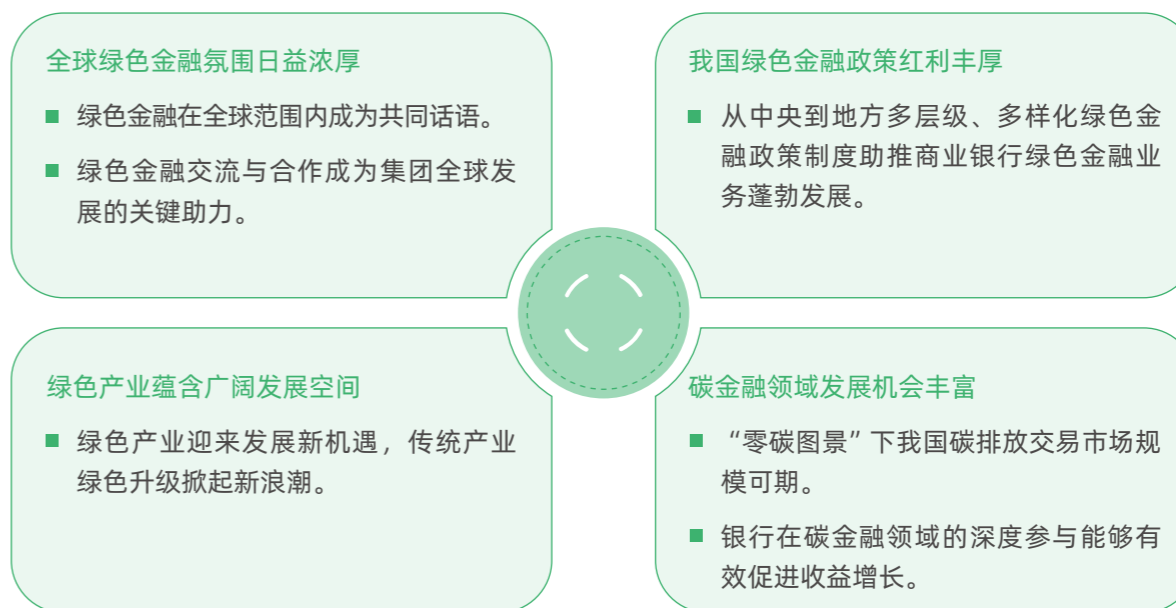 全球绿色金融氛围日益浓厚
■ 绿色金融在全球范围内成为共同话语。
■ 绿色金融交流与合作成为集团全球发
展的关键助力。
我国绿色金融政策红利丰厚
■ 从中央到地方多层级、多样化绿色金
融政策制度助推商业银行绿色金融业
务蓬勃发展。
绿色产业蕴含广阔发展空间
■ 绿色产业迎来发展新机遇，传统产业
绿色升级掀起新浪潮。
碳金融领域发展机会丰富
■ “零碳图景”下我国碳排放交易市场规
模可期。
■ 银行在碳金融领域的深度参与能够有
效促进收益增长。